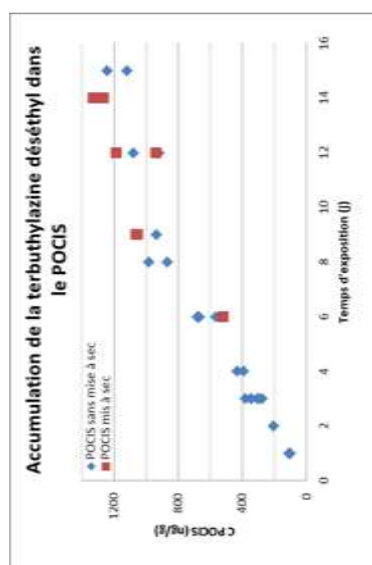 Accumulation de la terbuthylazine déséthyl dans
le POCIS
POCIS sans mise à sec
POCIS mis à sec
C POCIS (ng/g)
1200
800
400
0
0
2
4
6
8
10
12
14
16
Temps d'exposition (j)